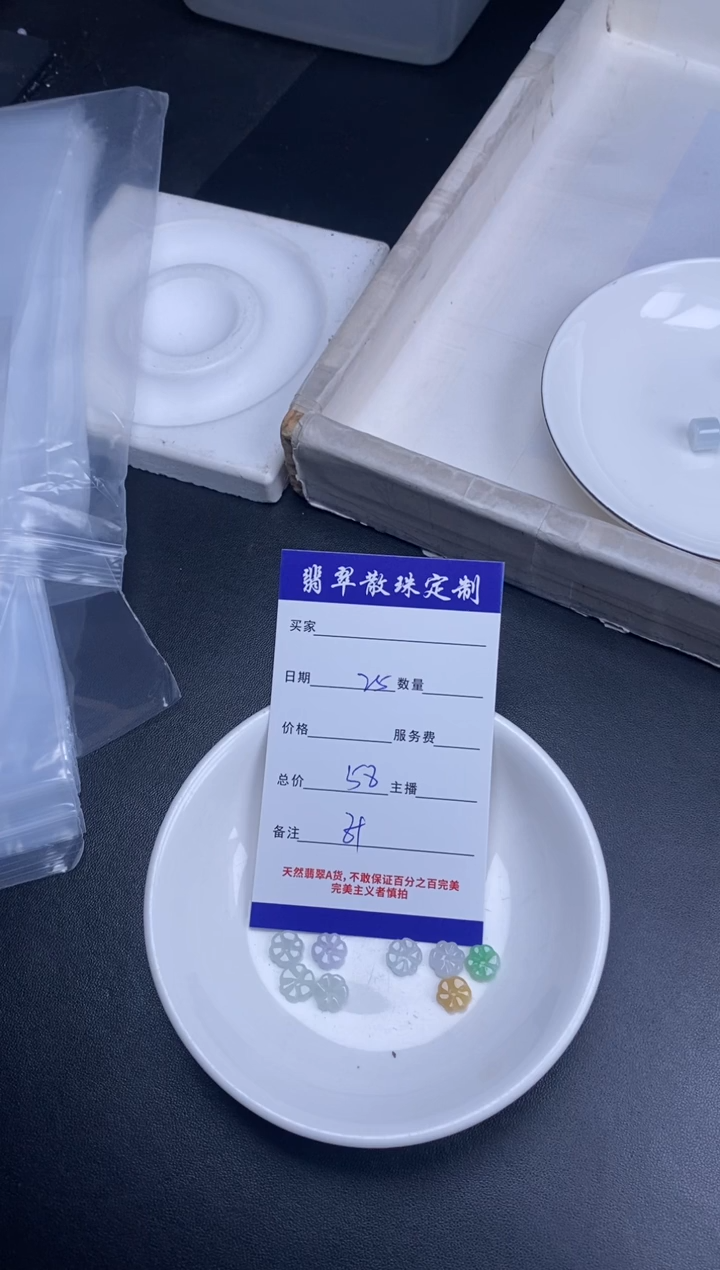 翡翠散珠定制
买家
日期 25 数量
价格 服务费
总价 58 主播
备注
天然翡翠A货,不敢保证百分之百完美
完美主义者慎拍